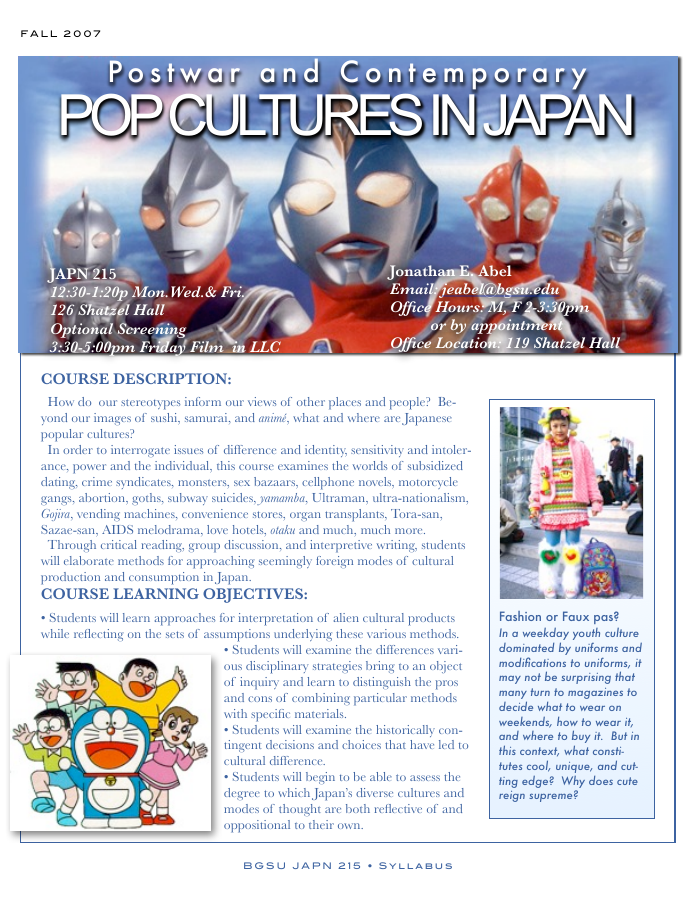 FALL 2007
Postwar and Contemporary
POP CULTURES IN JAPAN
JAPN 215
12:30-1:20p Mon.Wed.& Fri.
126 Shatzel Hall
Optional Screening
3:30-5:00pm Friday Film in LLC
Jonathan E. Abel
Email: jeabel@bgsu.edu
Office Hours: M, F 2-3:30pm
or by appointment
Office Location: 119 Shatzel Hall
COURSE DESCRIPTION:
How do our stereotypes inform our views of other places and people? Be-
yond our images of sushi, samurai, and animé, what and where are Japanese
popular cultures?
In order to interrogate issues of difference and identity, sensitivity and intoler-
ance, power and the individual, this course examines the worlds of subsidized
dating, crime syndicates, monsters, sex bazaars, cellphone novels, motorcycle
gangs, abortion, goths, subway suicides, yamamba, Ultraman, ultra-nationalism,
Gojira, vending machines, convenience stores, organ transplants, Tora-san,
Sazae-san, AIDS melodrama, love hotels, otaku and much, much more.
Through critical reading, group discussion, and interpretive writing, students
will elaborate methods for approaching seemingly foreign modes of cultural
production and consumption in Japan.
COURSE LEARNING OBJECTIVES:
• Students will learn approaches for interpretation of alien cultural products
while reflecting on the sets of assumptions underlying these various methods.
• Students will examine the differences vari-
ous disciplinary strategies bring to an object
of inquiry and learn to distinguish the pros
and cons of combining particular methods
with specific materials.
• Students will examine the historically con-
tingent decisions and choices that have led to
cultural difference.
• Students will begin to be able to assess the
degree to which Japan's diverse cultures and
modes of thought are both reflective of and
oppositional to their own.
Fashion or Faux pas?
In a weekday youth culture
dominated by uniforms and
modifications to uniforms, it
may not be surprising that
many turn to magazines to
decide what to wear on
weekends, how to wear it,
and where to buy it. But in
this context, what consti-
tutes cool, unique, and cut-
ting edge? Why does cute
reign supreme?
BGSU JAPN 215 • Syllabus